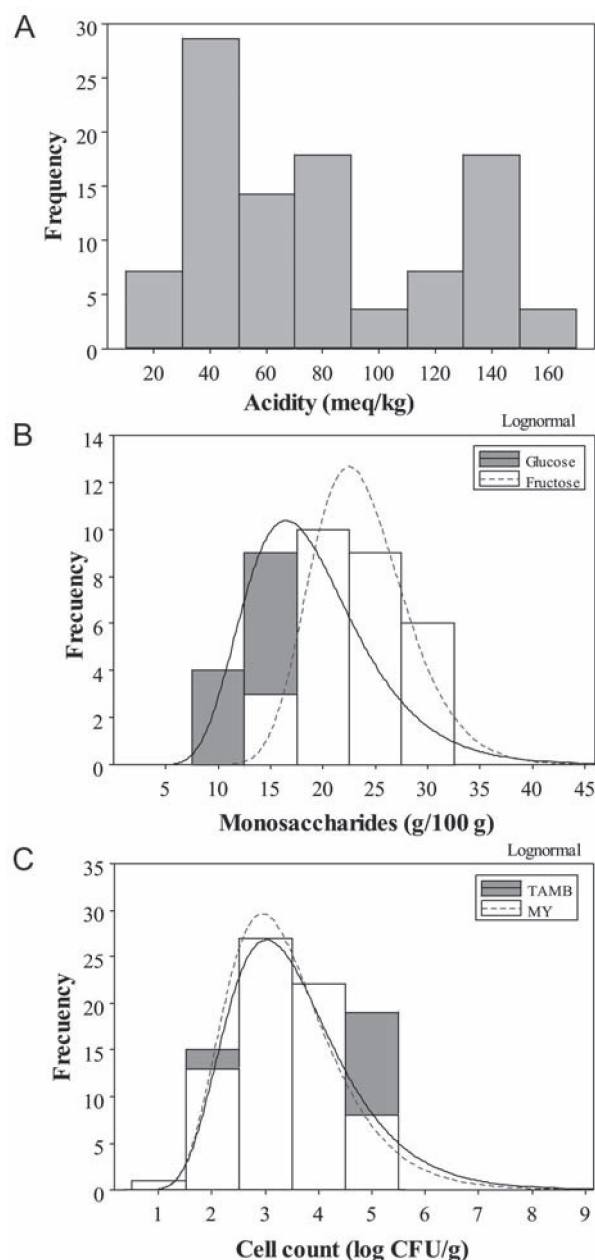 A
30
25
20
15
10
5
0
Frequency
20 40 60 80 100 120 140 160
Acidity (meq/kg)
B
Lognormal
14
12
10
8
6
4
2
0
Frecuency
Glucose
Fructose
5 10 15 20 25 30 35 40 45
Monosaccharides (g/100 g)
C
Lognormal
35
30
25
20
15
10
5
0
Frecuency
TAMB
MY
1 2 3 4 5 6 7 8 9
Cell count (log CFU/g)